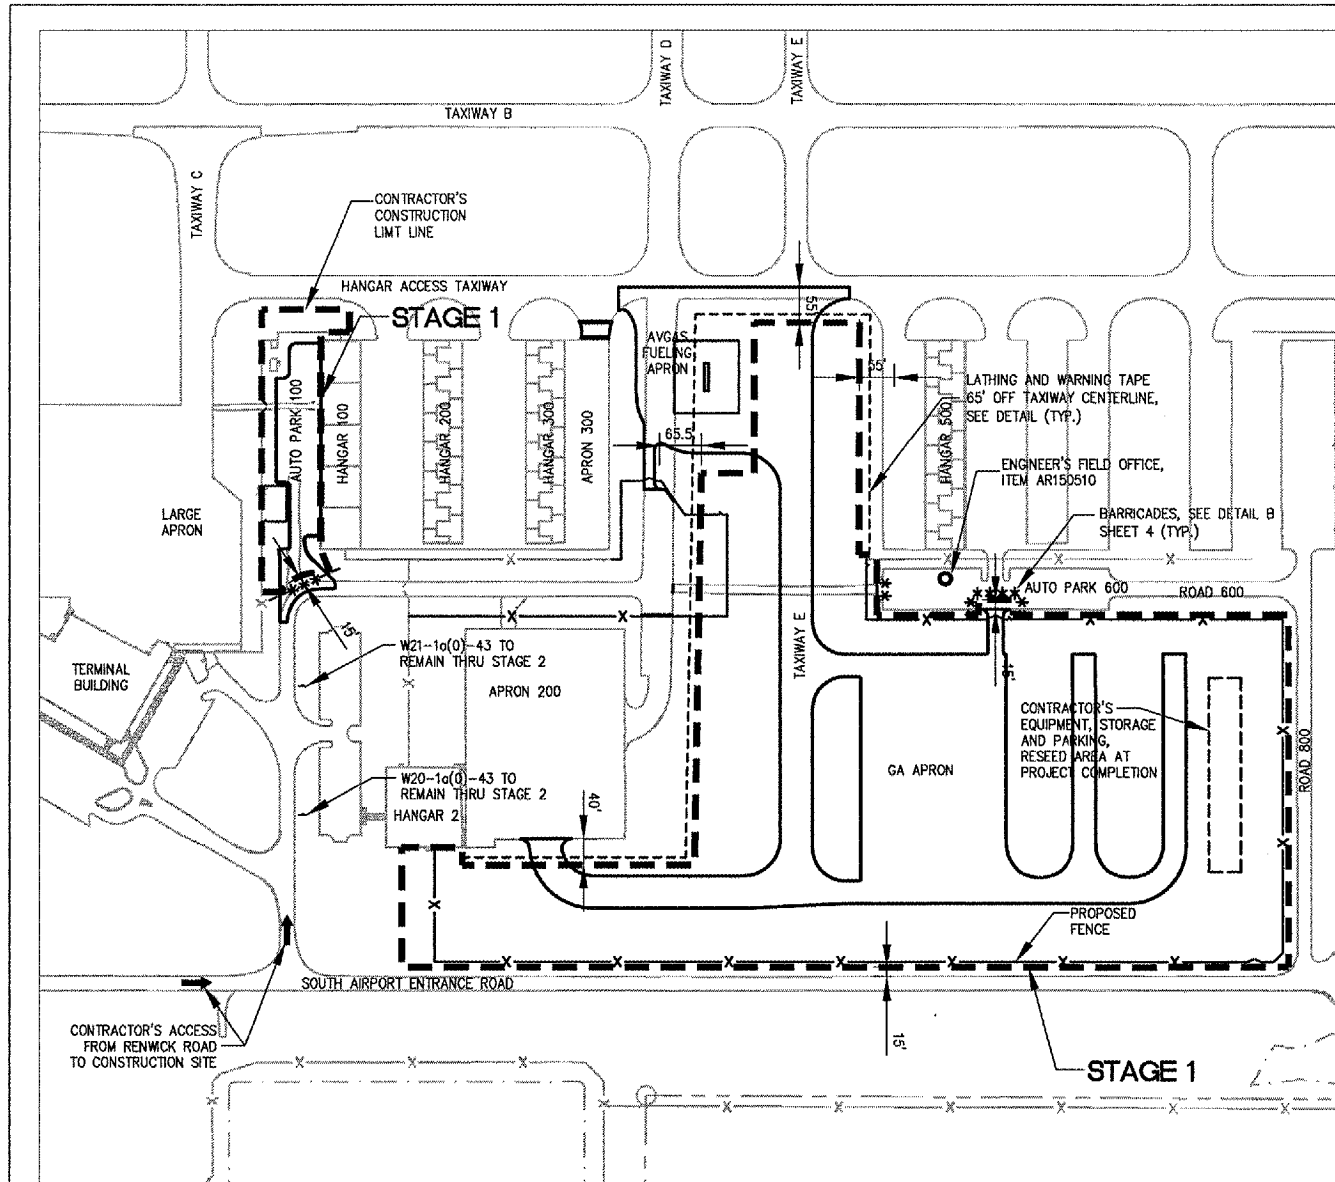 TAXIWAY D
TAXIWAY E
TAXIWAY B
TAXIWAY C
CONTRACTOR'S
CONSTRUCTION
LIMT LINE
HANGAR ACCESS TAXIWAY
STAGE 1
55'
AVGAS
FUELING
APRON
55'
LATHING AND WARNING TAPE
65' OFF TAXIWAY CENTERLINE,
SEE DETAIL (TYP.)
AUTO PARK 100
HANGAR 100
HANGAR 200
HANGAR 300
APRON 300
65.5
HANGAR 500
ENGINEER'S FIELD OFFICE,
ITEM AR150510
LARGE
APRON
BARRICADES, SEE DETAIL B
SHEET 4 (TYP.)
AUTO PARK 600
ROAD 600
15'
W21-1a(0)-43 TO
REMAIN THRU STAGE 2
TAXIWAY E
15'
TERMINAL
BUILDING
APRON 200
CONTRACTOR'S
EQUIPMENT, STORAGE
AND PARKING,
RESEED AREA AT
PROJECT COMPLETION
ROAD 800
GA APRON
W20-1a(0)-43 TO
REMAIN THRU STAGE 2
HANGAR 2
40'
PROPOSED
FENCE
SOUTH AIRPORT ENTRANCE ROAD
CONTRACTOR'S ACCESS
FROM RENWICK ROAD
TO CONSTRUCTION SITE
15'
STAGE 1